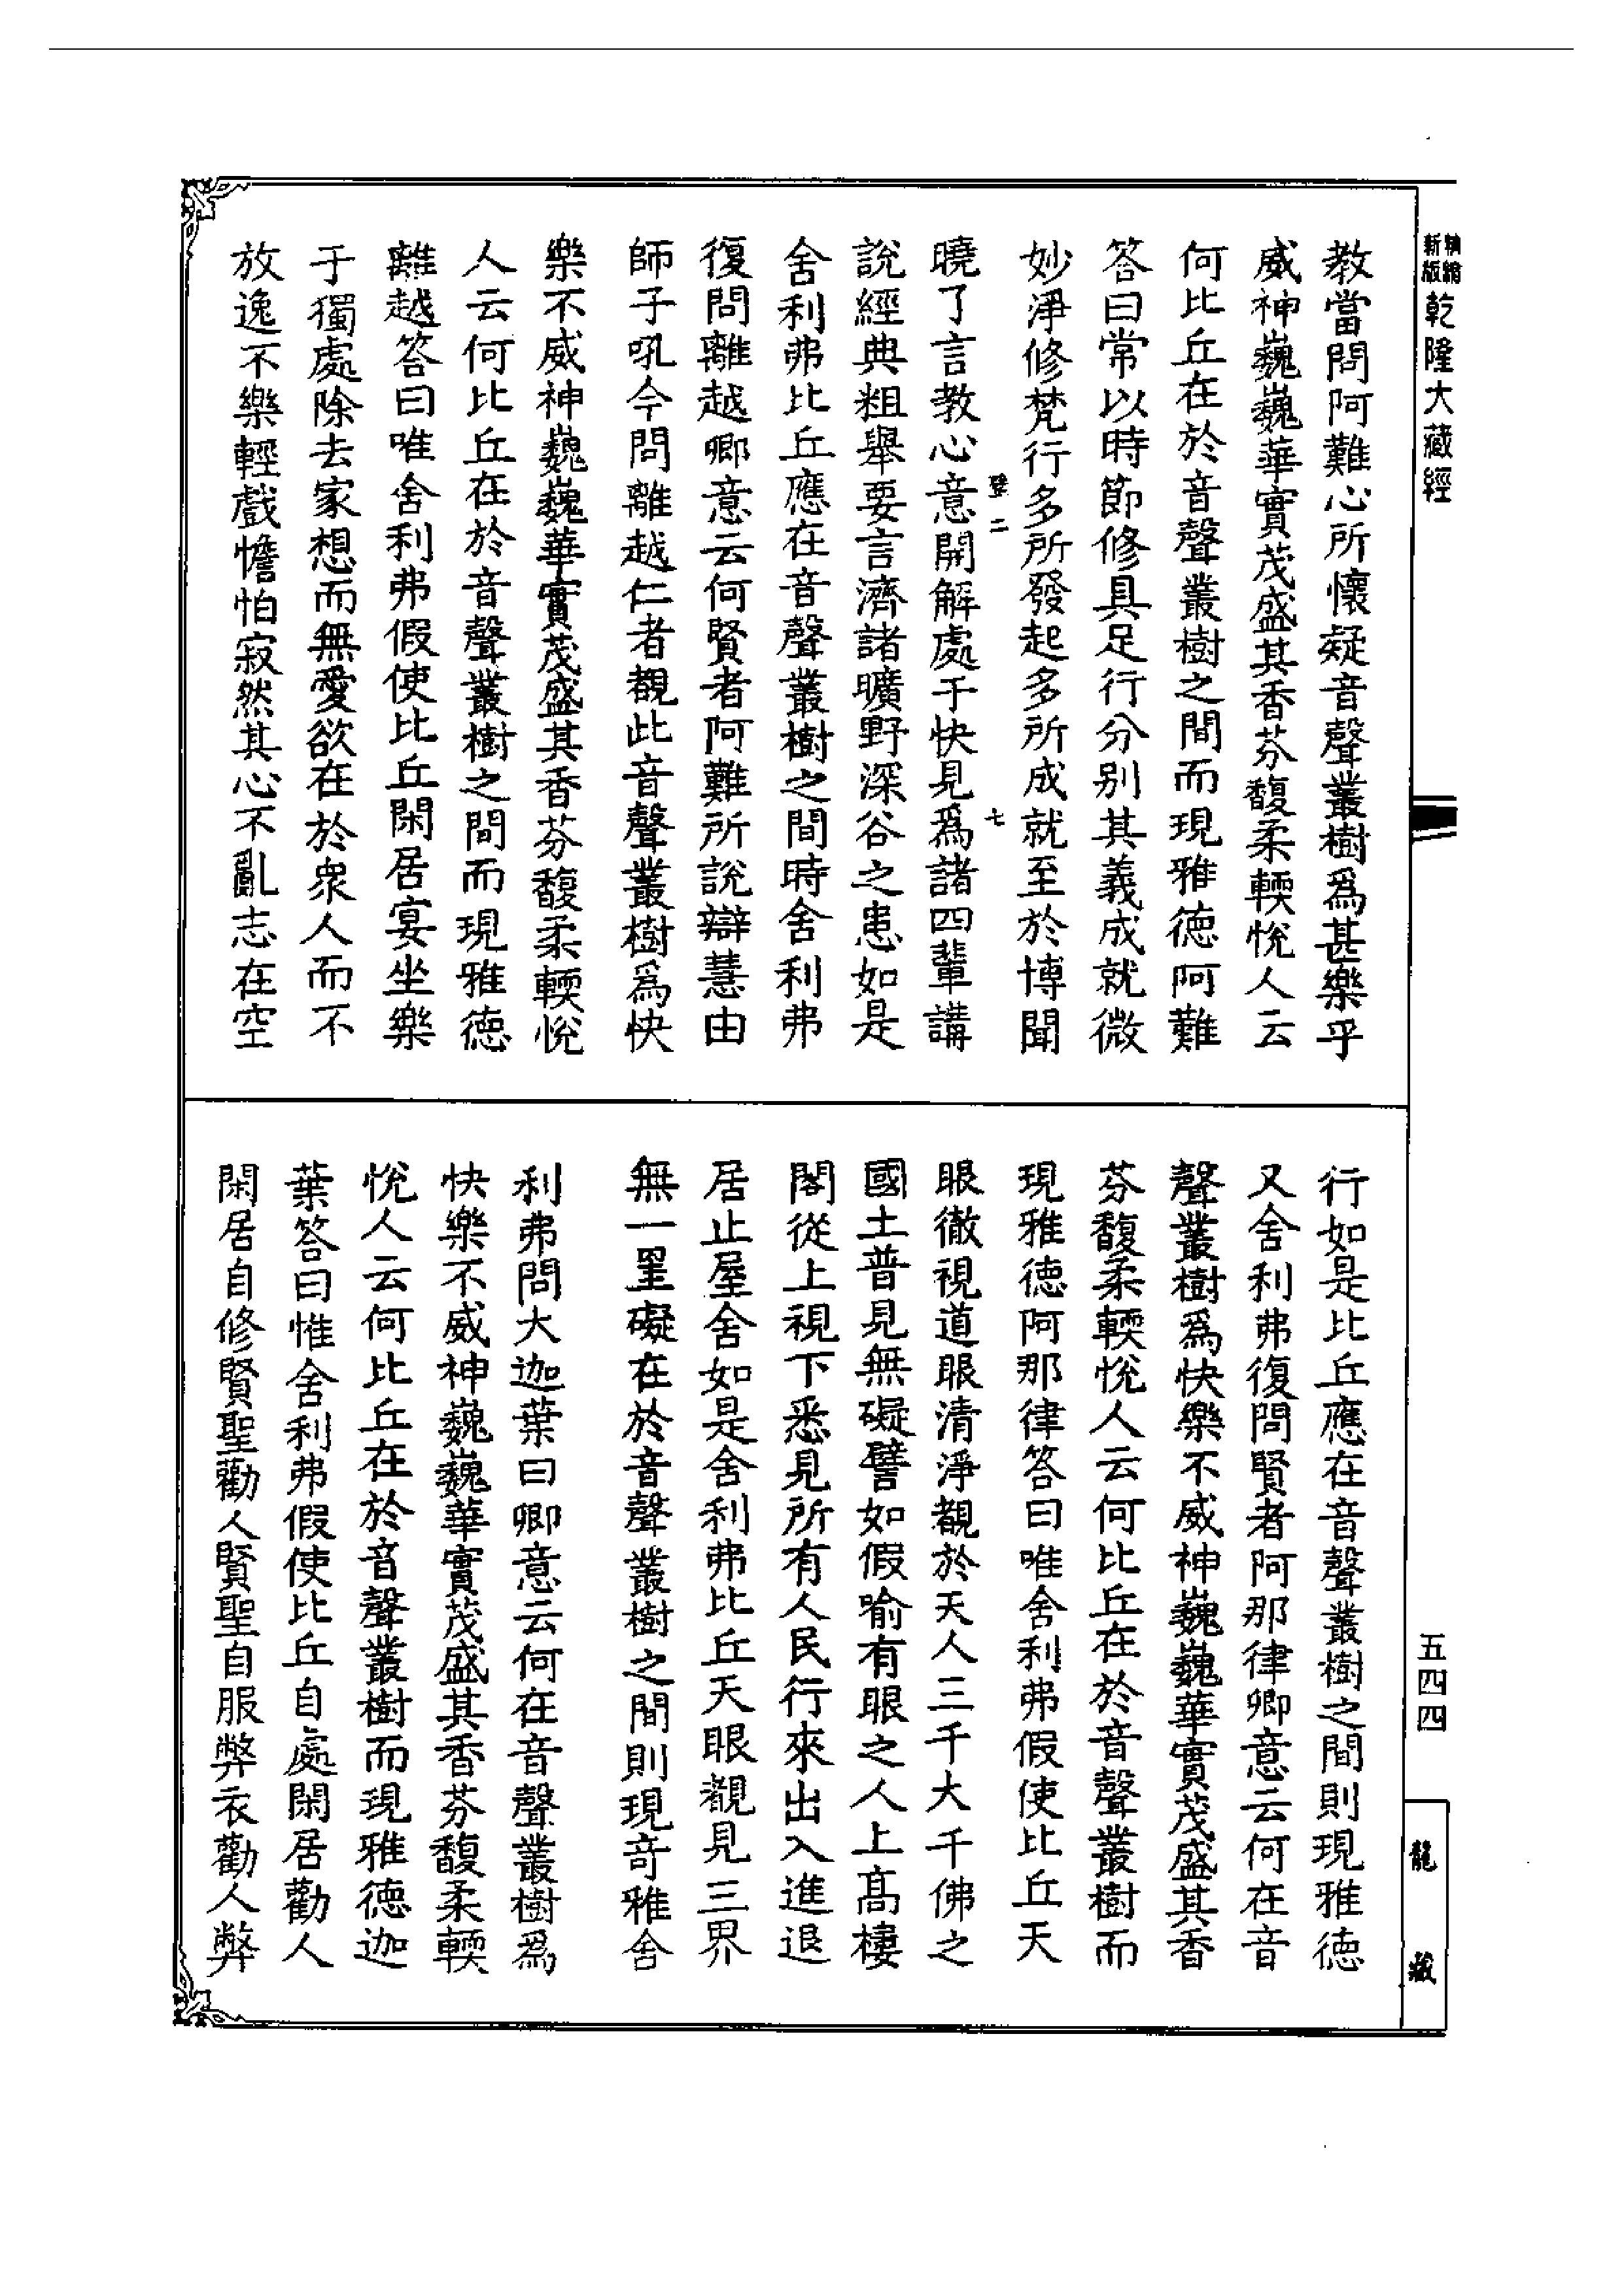 精縮
新版
乾隆大藏經
教當問阿難心所懷疑音聲叢樹爲甚樂乎
威神巍巍華實茂盛其香芬馥柔輭悅人云
何比丘在於音聲叢樹之間而現雅德阿難
答曰常以時節修具足行分别其義成就微
妙淨修梵行多所發起多所成就至於博聞
壁二 七
曉了言教心意開解處于快見爲諸四輩講
說經典粗舉要言濟諸曠野深谷之患如是
舍利弗比丘應在音聲叢樹之間時舍利弗
復問離越卿意云何賢者阿難所說辯慧由
師子吼今問離越仁者覩此音聲叢樹爲快
樂不威神巍巍華實茂盛其香芬馥柔輭悅
人云何比丘在於音聲叢樹之間而現雅德
離越答曰唯舍利弗假使比丘閑居宴坐樂
于獨處除去家想而無愛欲在於衆人而不
放逸不樂輕戲憺怕寂然其心不亂志在空
行如是比丘應在音聲叢樹之間則現雅德
又舍利弗復問賢者阿那律卿意云何在音
聲叢樹爲快樂不威神巍巍華實茂盛其香
芬馥柔輭悅人云何比丘在於音聲叢樹而
現雅德阿那律答曰唯舍利弗假使比丘天
眼徹視道眼清淨覩於天人三千大千佛之
國土普見無礙譬如假喻有眼之人上高樓
閣從上視下悉見所有人民行來出入進退
居止屋舍如是舍利弗比丘天眼觀見三界
無一罣礙在於音聲叢樹之間則現奇雅舍
利弗問大迦葉曰卿意云何在音聲叢樹爲
快樂不威神巍巍華實茂盛其香芬馥柔輭
悅人云何比丘在於音聲叢樹而現雅德迦
葉答曰惟舍利弗假使比丘自處閑居勸人
閑居自修賢聖勸人賢聖自服弊衣勸人弊
五四四
龍藏